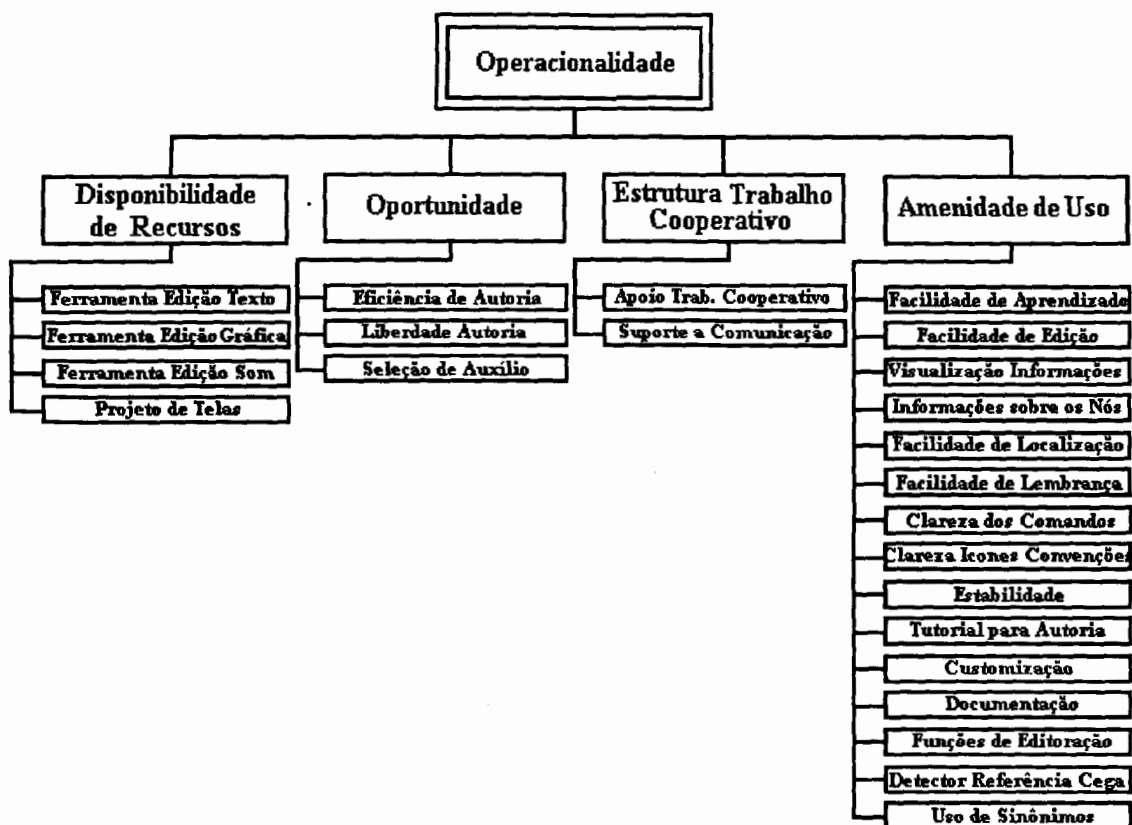 Operacionalidade
Disponibilidade
de Recursos
Oportunidade
Estrutura Trabalho
Cooperativo
Amenidade de Uso
Ferramenta Edição Texto
Ferramenta Edição Gráfica
Ferramenta Edição Som
Projeto de Telas
Eficiência de Autoria
Liberdade Autoria
Seleção de Auxílio
Apoio Trab. Cooperativo
Suporte a Comunicação
Facilidade de Aprendizado
Facilidade de Edição
Visualização Informações
Informações sobre os Nós
Facilidade de Localização
Facilidade de Lembrança
Clareza dos Comandos
Clareza Icones Convenções
Estabilidade
Tutorial para Autoria
Customização
Documentação
Funções de Editoração
Detector Referência Cega
Uso de Sinônimos